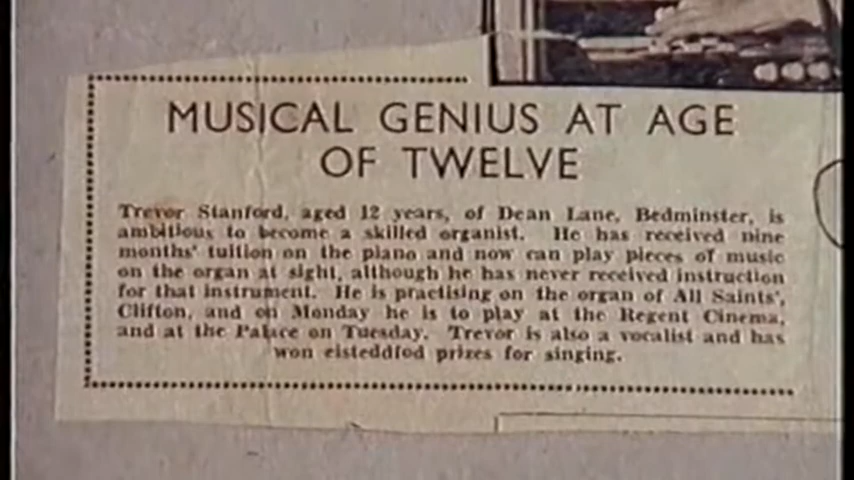 MUSICAL GENIUS AT AGE
OF TWELVE
Trevor Stanford, aged 12 years, of Dean Lane, Bedminster, is
ambitious to become a skilled organist. He has received nine
months' tuition on the piano and now can play pieces of music
on the organ at sight, although he has never received instruction
for that instrument. He is practising on the organ of All Saints',
Clifton, and on Monday he is to play at the Regent Cinema,
and at the Palace on Tuesday. Trevor is also a vocalist and has
won eisteddfod prizes for singing.